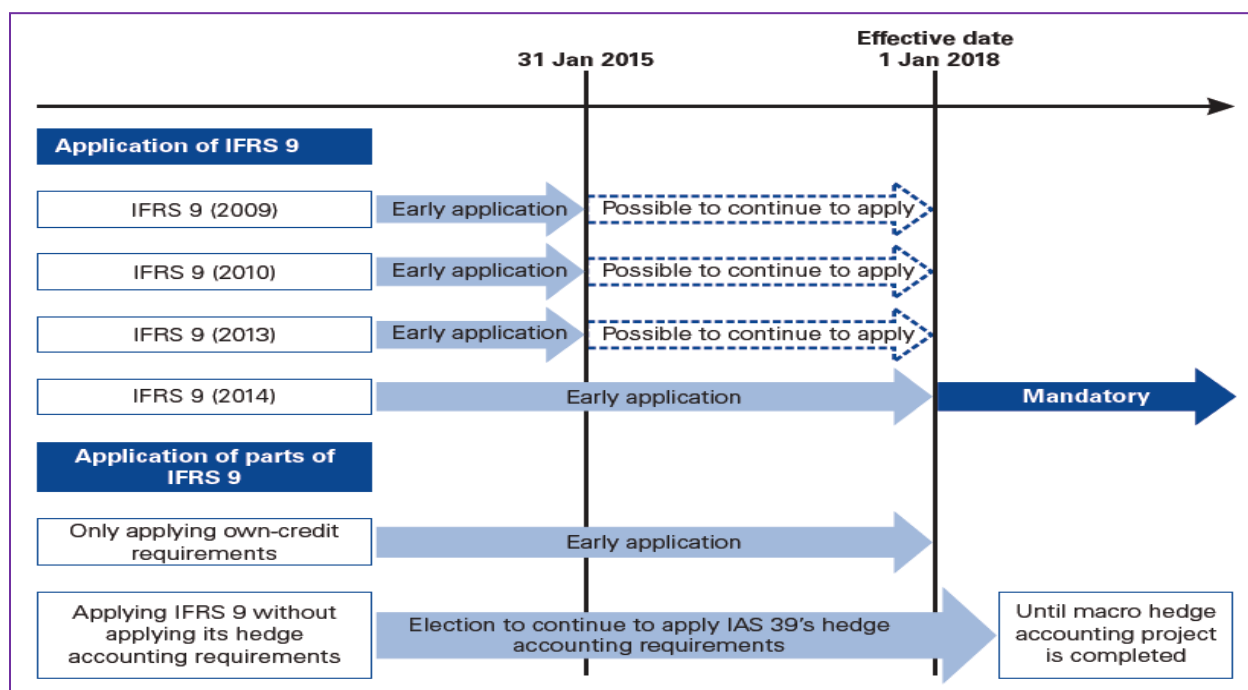 Effective date
31 Jan 2015
1 Jan 2018
Application of IFRS 9
IFRS 9 (2009)
Early application
Possible to continue to apply
IFRS 9 (2010)
Early application
Possible to continue to apply
IFRS 9 (2013)
Early application
Possible to continue to apply
IFRS 9 (2014)
Early application
Mandatory
Application of parts of
IFRS 9
Only applying own-credit
requirements
Early application
Applying IFRS 9 without
applying its hedge
accounting requirements
Election to continue to apply IAS 39's hedge
accounting requirements
Until macro hedge
accounting project
is completed